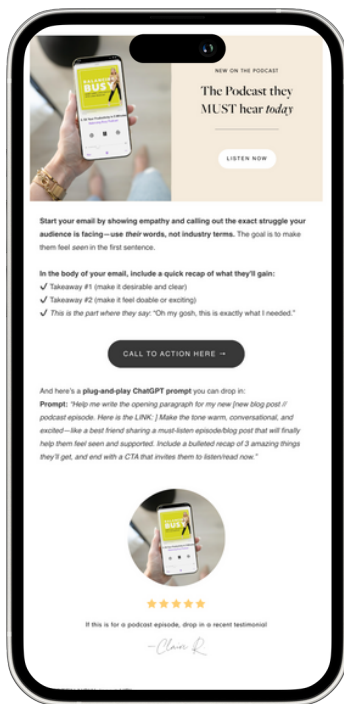 NEW ON THE PODCAST
The Podcast they
MUST hear today
LISTEN NOW
BUSY
Start your email by showing empathy and calling out the exact struggle your
audience is facing—use their words, not industry terms. The goal is to make
them feel seen in the first sentence.
In the body of your email, include a quick recap of what they'll gain:
✓ Takeaway #1 (make it desirable and clear)
✓ Takeaway #2 (make it feel doable or exciting)
✓ This is the part where they say: "Oh my gosh, this is exactly what I needed."
CALL TO ACTION HERE →
And here's a plug-and-play ChatGPT prompt you can drop in:
Prompt: "Help me write the opening paragraph for my new [new blog post //
podcast episode. Here is the LINK: ] Make the tone warm, conversational, and
excited—like a best friend sharing a must-listen episode/blog post that will finally
help them feel seen and supported. Include a bulleted recap of 3 amazing things
they'll get, and end with a CTA that invites them to listen/read now."
BUSY
If this is for a podcast episode, drop in a recent testimonial
—Clair R